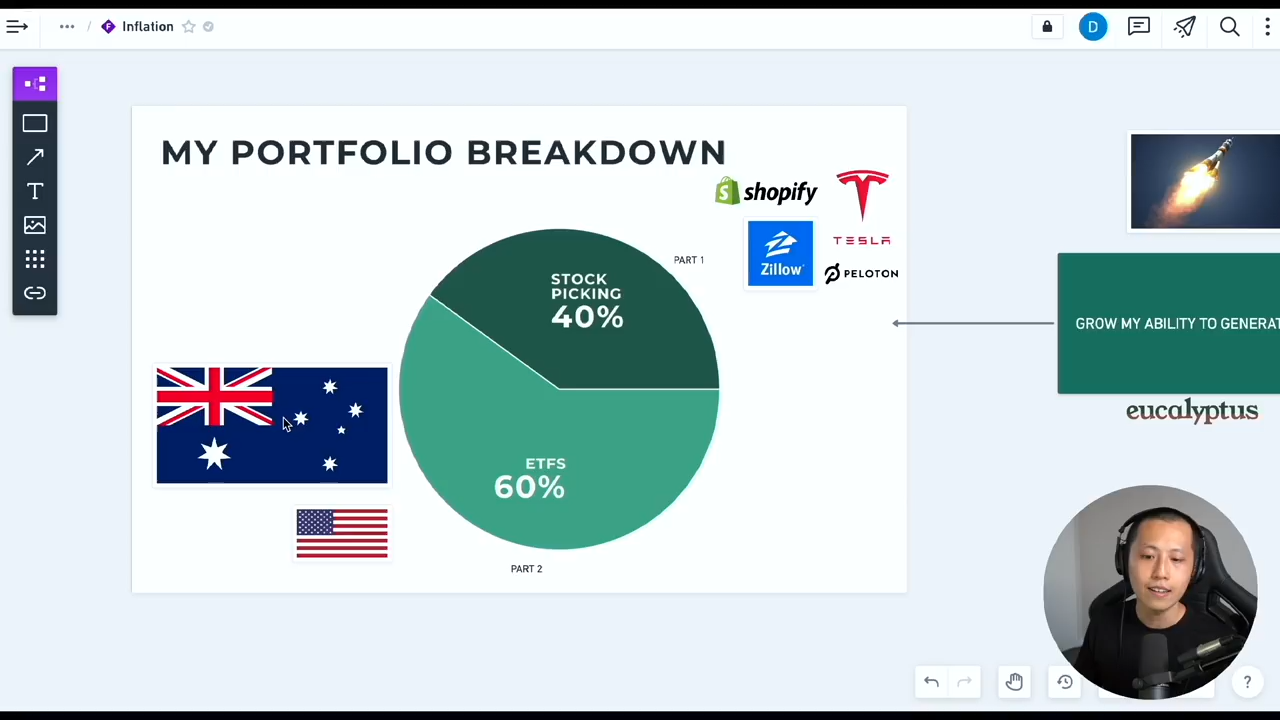 Inflation
D
MY PORTFOLIO BREAKDOWN
shopify
TESLA
Zillow
PELOTON
PART 1
STOCK
PICKING
40%
GROW MY ABILITY TO GENERAT
eucalyptus
ETFS
60%
PART 2
T
?